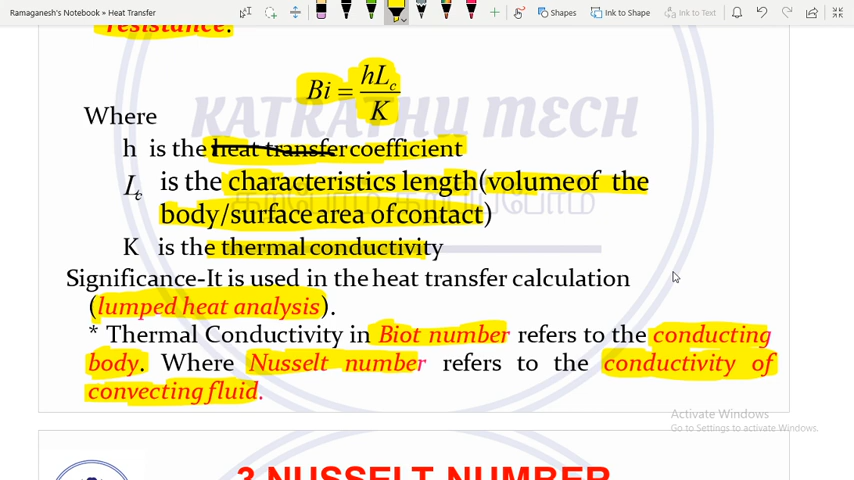 Ramaganesh's Notebook » Heat Transfer
Shapes
Ink to Shape
Ink to Text
resistance.
Bi = hLc / K
KATRATHU MECH
Where
h is the heat transfer coefficient
Lc is the characteristics length(volume of the
body/surface area of contact)
K is the thermal conductivity
Significance-It is used in the heat transfer calculation
(lumped heat analysis).
* Thermal Conductivity in Biot number refers to the conducting
body. Where Nusselt number refers to the conductivity of
convecting fluid.
Activate Windows
Go to Settings to activate Windows.
3 NUSSELT NUMBER